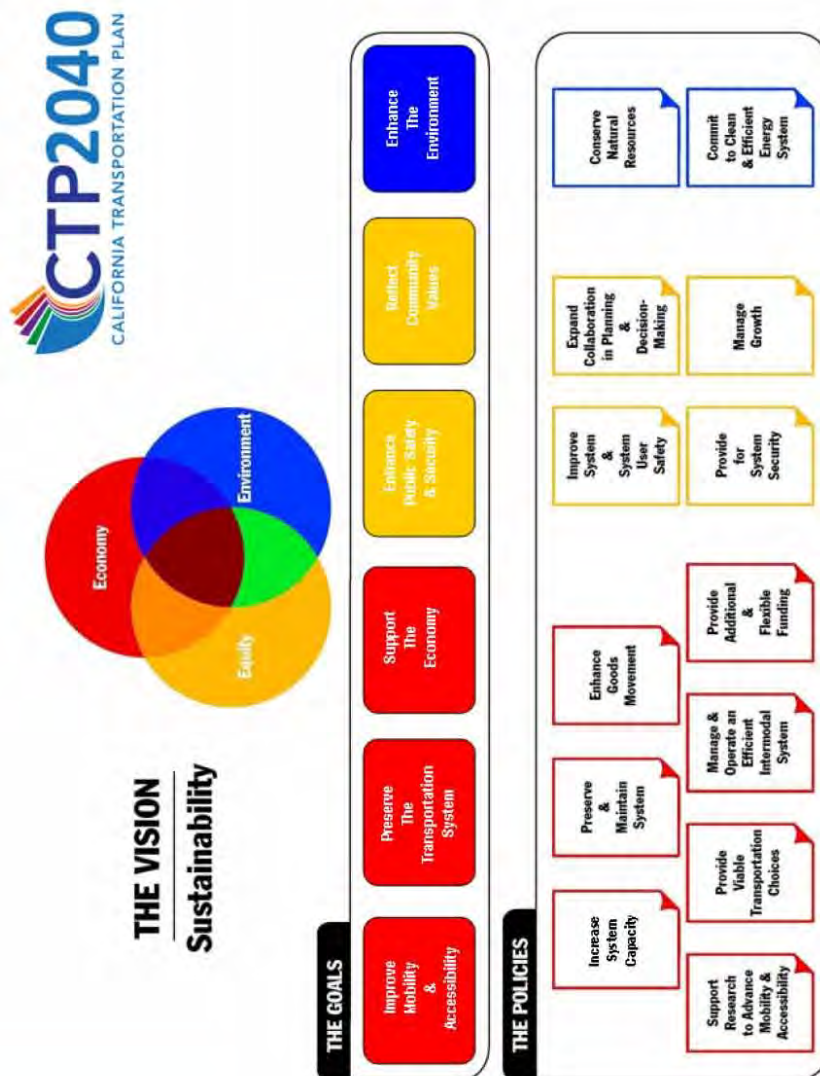 CTP2040
CALIFORNIA TRANSPORTATION PLAN
THE VISION
Sustainability
Economy
Equity
Environment
THE GOALS
Improve
Mobility
&
Accessibility
Preserve
The
Transportation
System
Support
The
Economy
Enhance
Public Safety
& Security
Reflect
Community
Values
Enhance
The
Environment
THE POLICIES
Increase
System
Capacity
Preserve
&
Maintain
System
Enhance
Goods
Movement
Improve
System
&
System
User
Safety
Expand
Collaboration
in Planning
&
Decision-
Making
Conserve
Natural
Resources
Support
Research
to Advance
Mobility &
Accessibility
Provide
Viable
Transportation
Choices
Manage &
Operate an
Efficient
Intermodal
System
Provide
Additional
&
Flexible
Funding
Provide
for
System
Security
Manage
Growth
Commit
to Clean
& Efficient
Energy
System